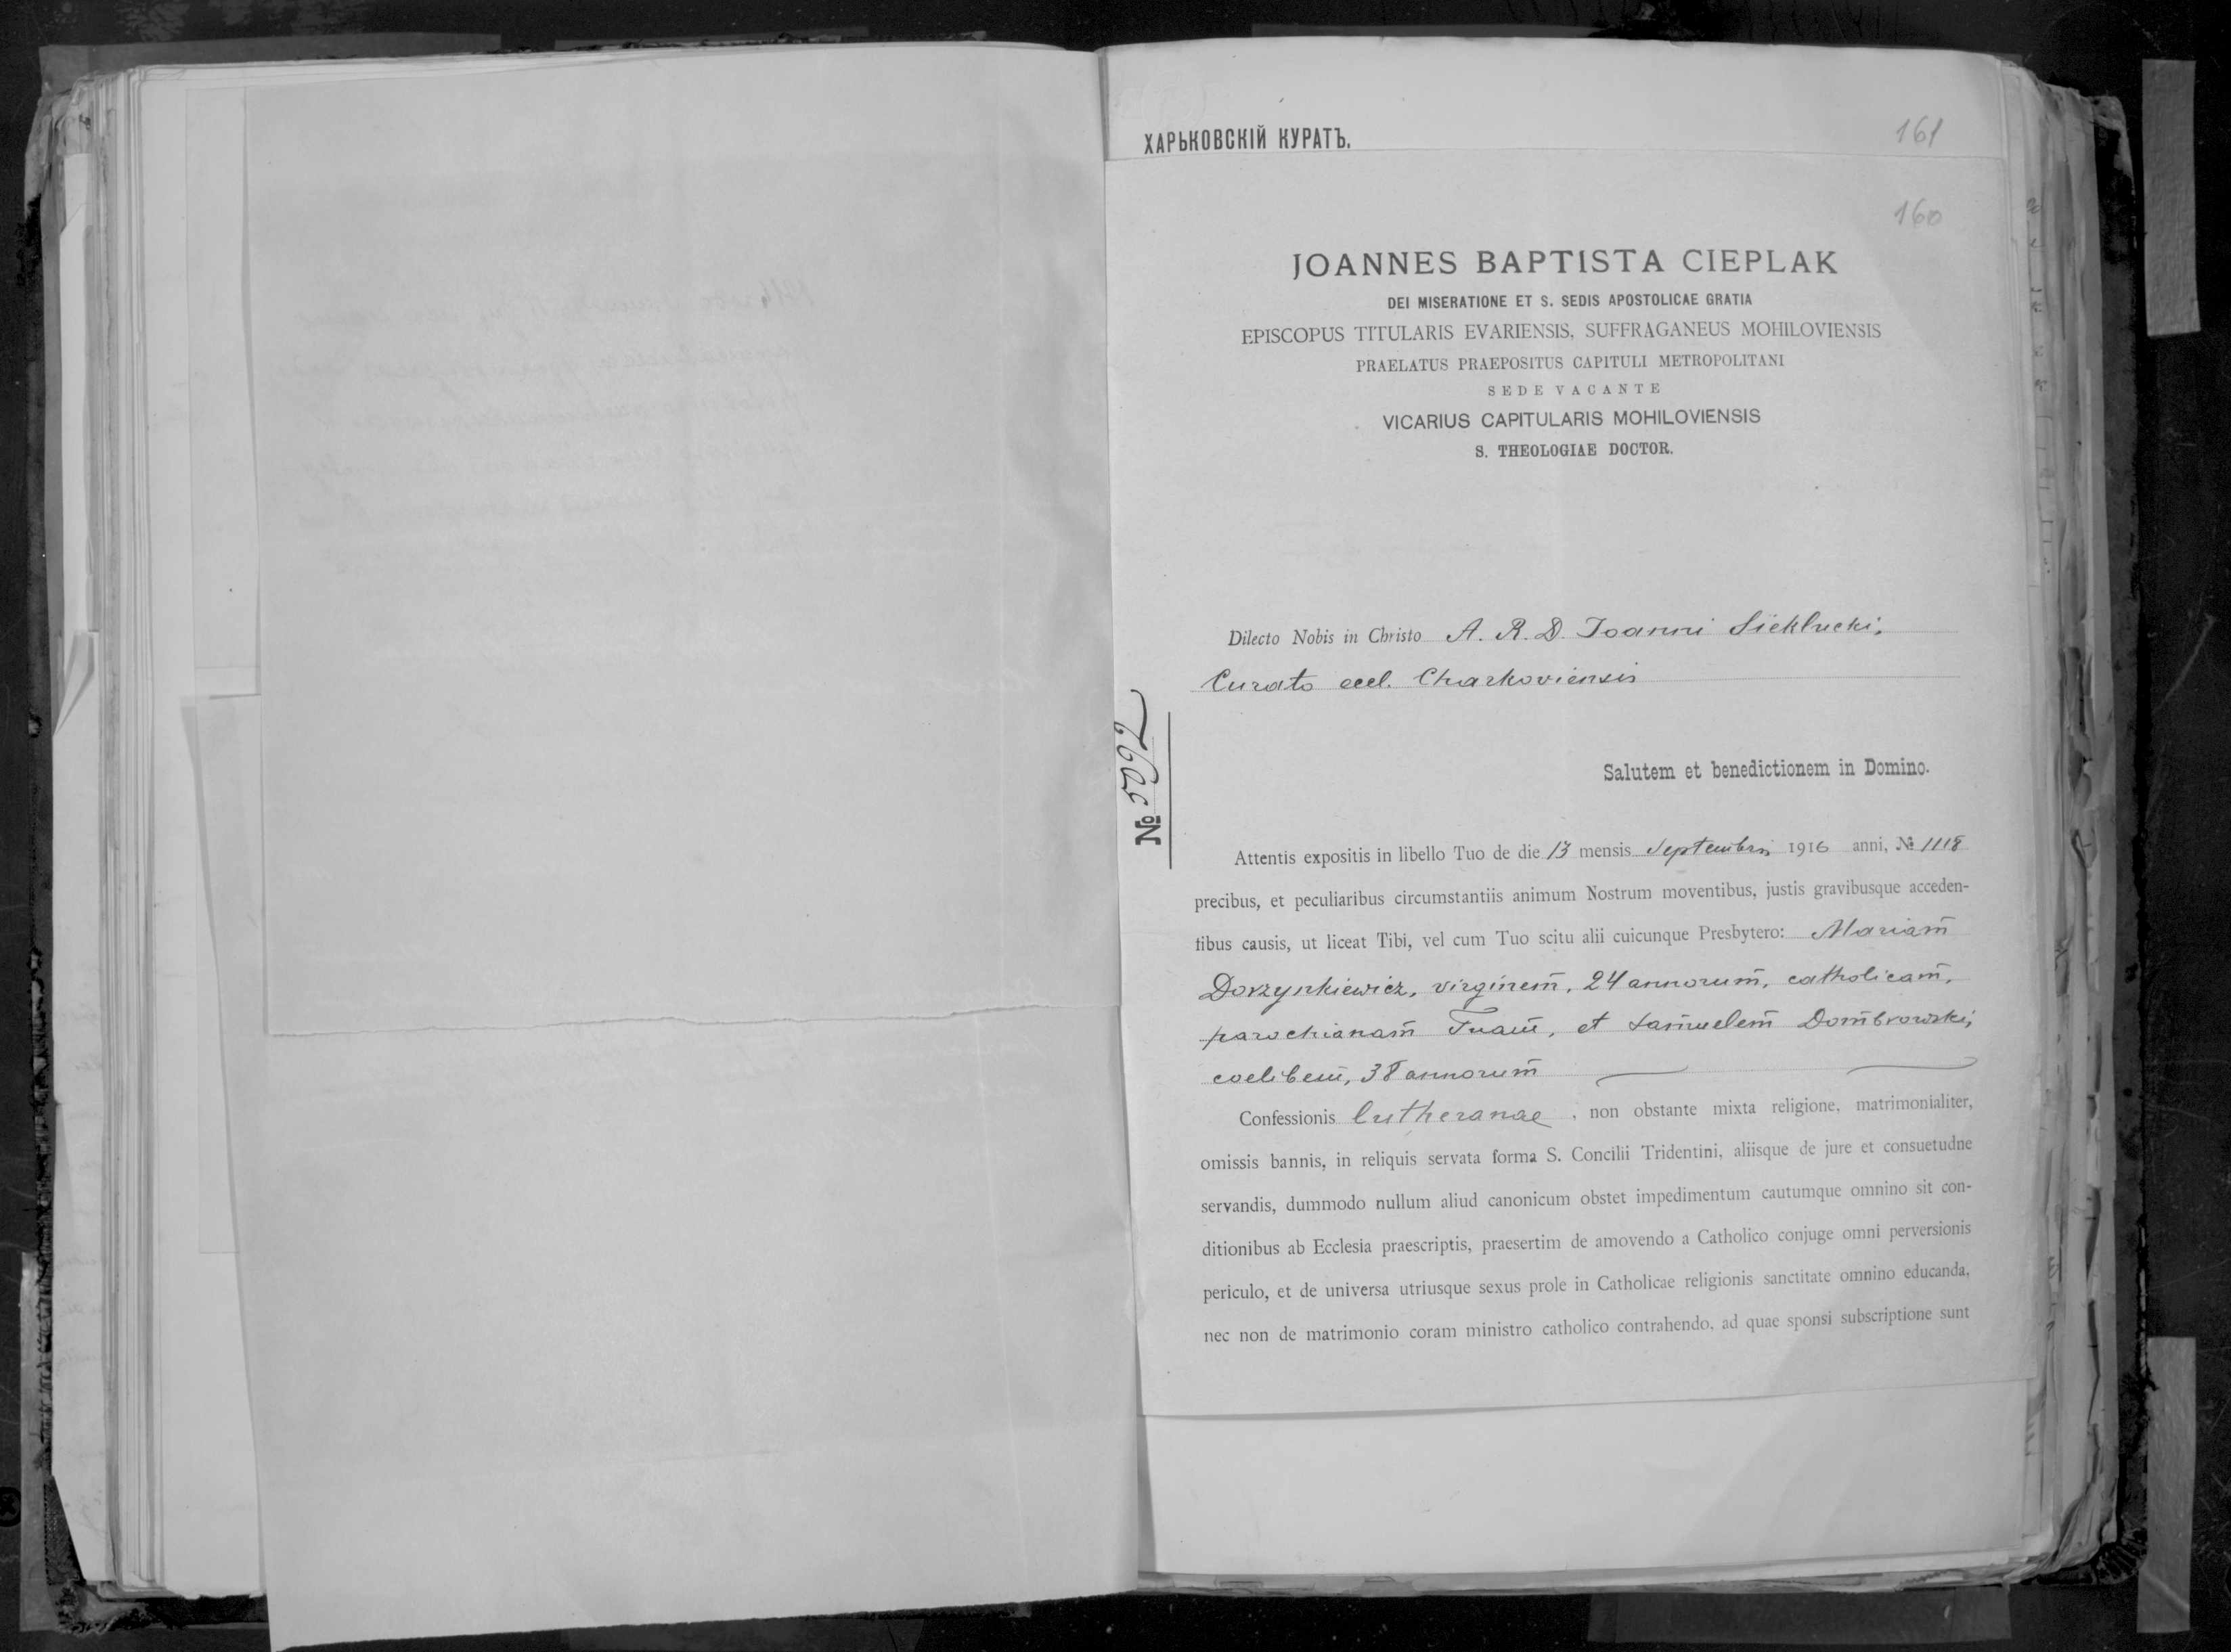 ХАРЬКОВСКІЙ КУРАТЪ.
161
160
JOANNES BAPTISTA CIEPLAK
DEI MISERATIONE ET S. SEDIS APOSTOLICAE GRATIA
EPISCOPUS TITULARIS EVARIENSIS, SUFFRAGANEUS MOHILOVIENSIS
PRAELATUS PRAEPOSITUS CAPITULI METROPOLITANI
SEDE VACANTE
VICARIUS CAPITULARIS MOHILOVIENSIS
S. THEOLOGIAE DOCTOR.
Dilecto Nobis in Christo A. R. D. Joanni Sieklucki,
Curato eccl. Charkoviensis
№ 5062
Salutem et benedictionem in Domino.
Attentis expositis in libello Tuo de die 13 mensis Septembris 1916 anni, № 1118
precibus, et peculiaribus circumstantiis animum Nostrum moventibus, justis gravibusque acceden-
tibus causis, ut liceat Tibi, vel cum Tuo scitu alii cuicunque Presbytero: Mariam̄
Dorzynkiewicz, virginem̄, 24 annorum̄, catholicam̄,
parochianam̄ Tuam̄, et Samuelem̄ Dombrowski,
coelibem̄, 38 annorum̄
Confessionis lutheranae, non obstante mixta religione, matrimonialiter,
omissis bannis, in reliquis servata forma S. Concilii Tridentini, aliisque de jure et consuetudne
servandis, dummodo nullum aliud canonicum obstet impedimentum cautumque omnino sit con-
ditionibus ab Ecclesia praescriptis, praesertim de amovendo a Catholico conjuge omni perversionis
periculo, et de universa utriusque sexus prole in Catholicae religionis sanctitate omnino educanda,
nec non de matrimonio coram ministro catholico contrahendo, ad quae sponsi subscriptione sunt